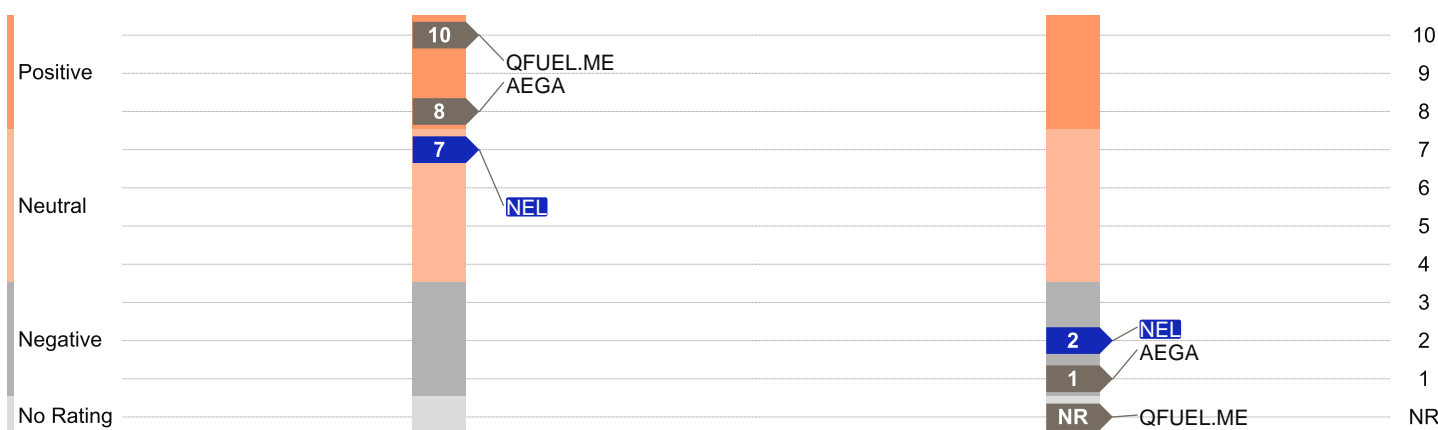 10
10
QFUEL.ME
Positive
9
AEGA
8
8
7
7
6
Neutral
NEL
5
4
3
NEL
Negative
2
2
AEGA
1
1
No Rating
NR
QFUEL.ME
NR